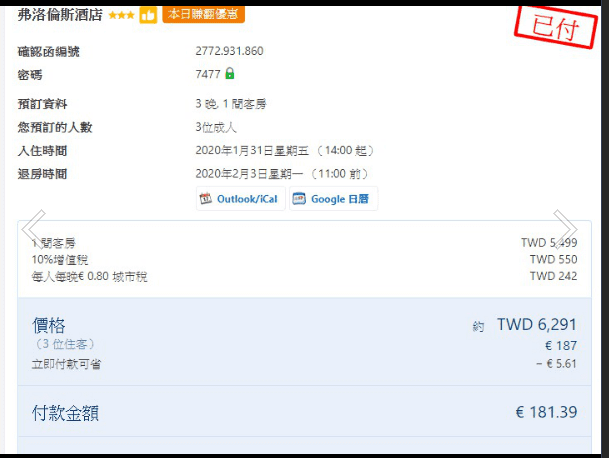 弗洛倫斯酒店 本日賺翻優惠
已付
確認函編號 2772.931.860
密碼 7477
預訂資料 3 晚, 1 間客房
您預訂的人數 3位成人
入住時間 2020年1月31日星期五 （14:00 起）
退房時間 2020年2月3日星期一 （11:00 前）
Outlook/iCal Google 日曆
1 間客房 TWD 5,499
10%增值稅 TWD 550
每人每晚€ 0.80 城市稅 TWD 242
價格 約 TWD 6,291
（3 位住客） € 187
立即付款可省 − € 5.61
付款金額 € 181.39